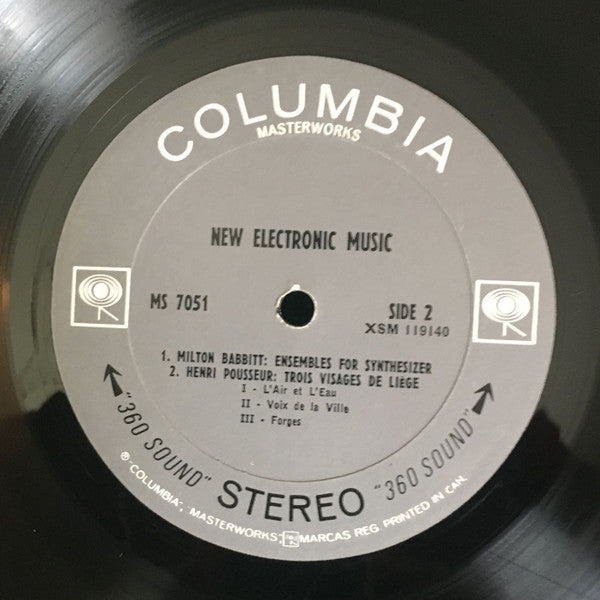 COLUMBIA
MASTERWORKS
NEW ELECTRONIC MUSIC
MS 7051
SIDE 2
XSM 119140
1. MILTON BABBITT: ENSEMBLES FOR SYNTHESIZER
2. HENRI POUSSEUR: TROIS VISAGES DE LIÈGE
I - L'Air et L'Eau
II - Voix de la Ville
III - Forges
"360 SOUND" STEREO "360 SOUND"
® "COLUMBIA", MASTERWORKS, MARCAS REG. PRINTED IN CAN.